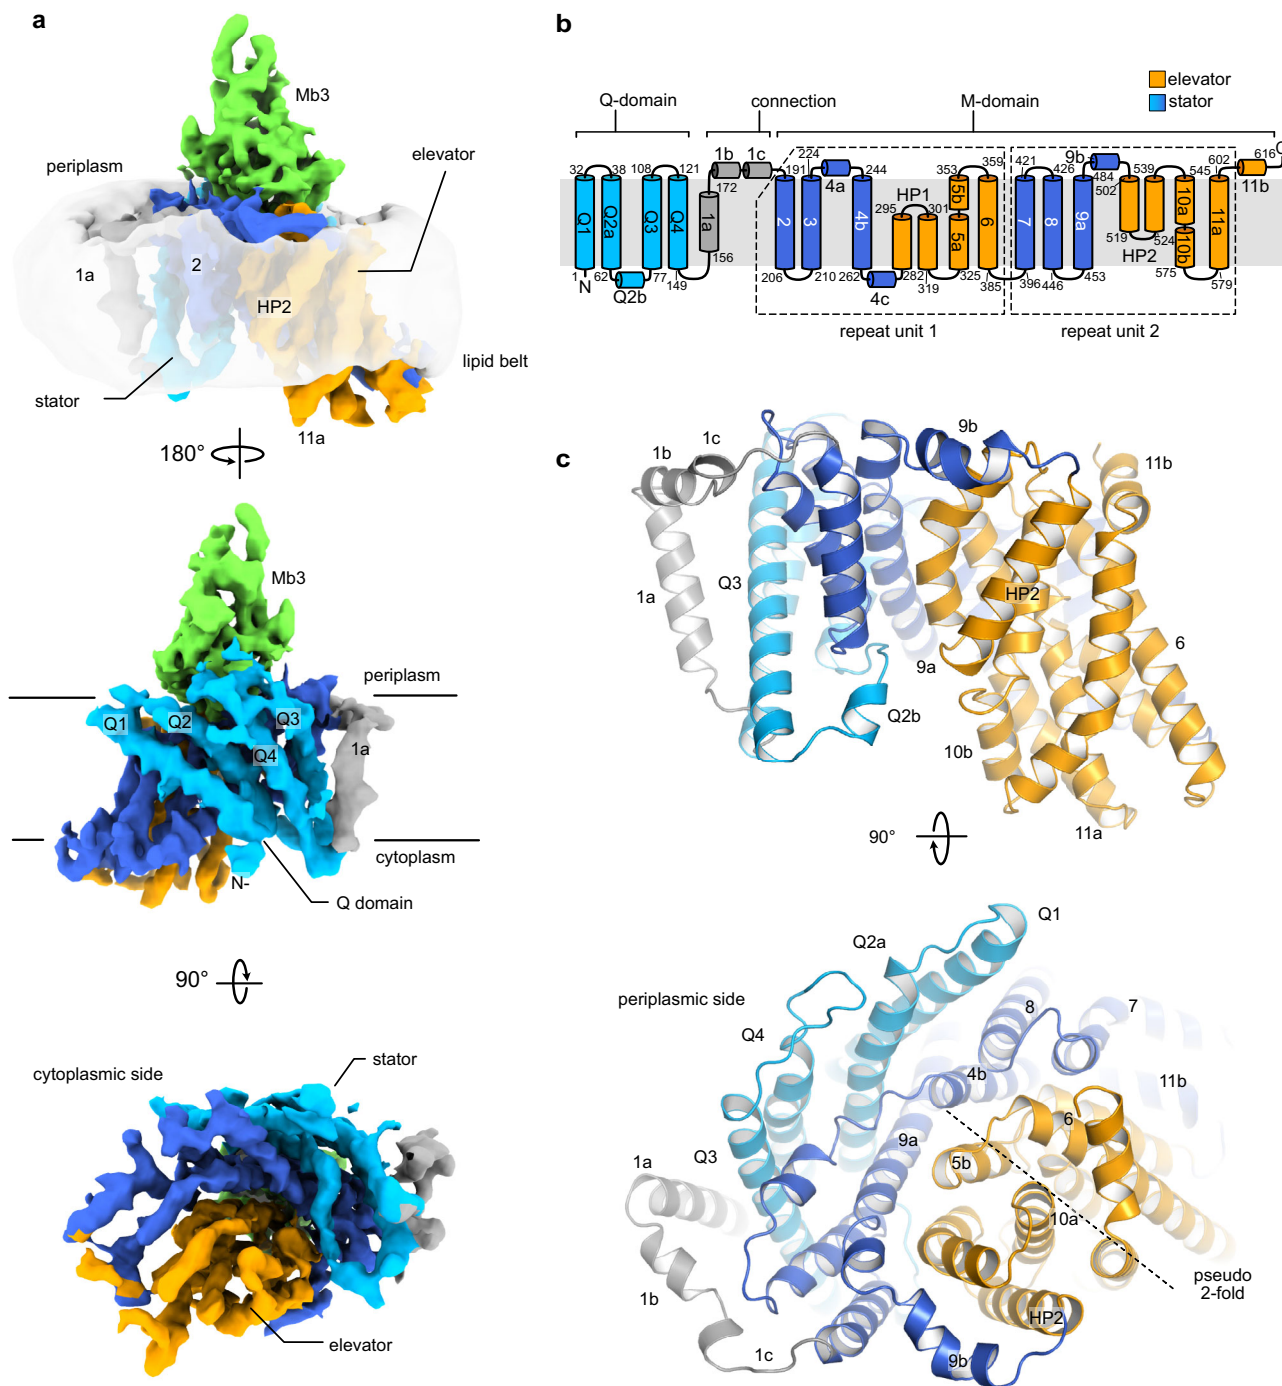 a
Mb3
periplasm
elevator
1a
2
HP2
lipid belt
stator
11a
180°
Mb3
periplasm
Q1
Q2
Q3
Q4
1a
cytoplasm
N-
Q domain
90°
cytoplasmic side
stator
elevator
b
elevator
stator
Q-domain
connection
M-domain
32
38
108
121
1b
1c
191
224
4a
244
353
359
421
426
9b
484
502
539
545
602
616
C
172
295
HP1
301
5b
10a
11b
Q1
Q2a
Q3
Q4
1a
2
3
4b
5a
6
7
8
9a
10b
11a
156
519
HP2
524
1
N
62
Q2b
77
149
206
210
262
4c
282
319
325
385
396
446
453
575
579
repeat unit 1
repeat unit 2
c
1b
1c
9b
11b
1a
Q3
HP2
9a
6
Q2b
10b
11a
90°
Q1
Q2a
periplasmic side
Q4
8
7
4b
11b
9a
6
5b
Q3
1a
10a
1b
pseudo
2-fold
HP2
1c
9b